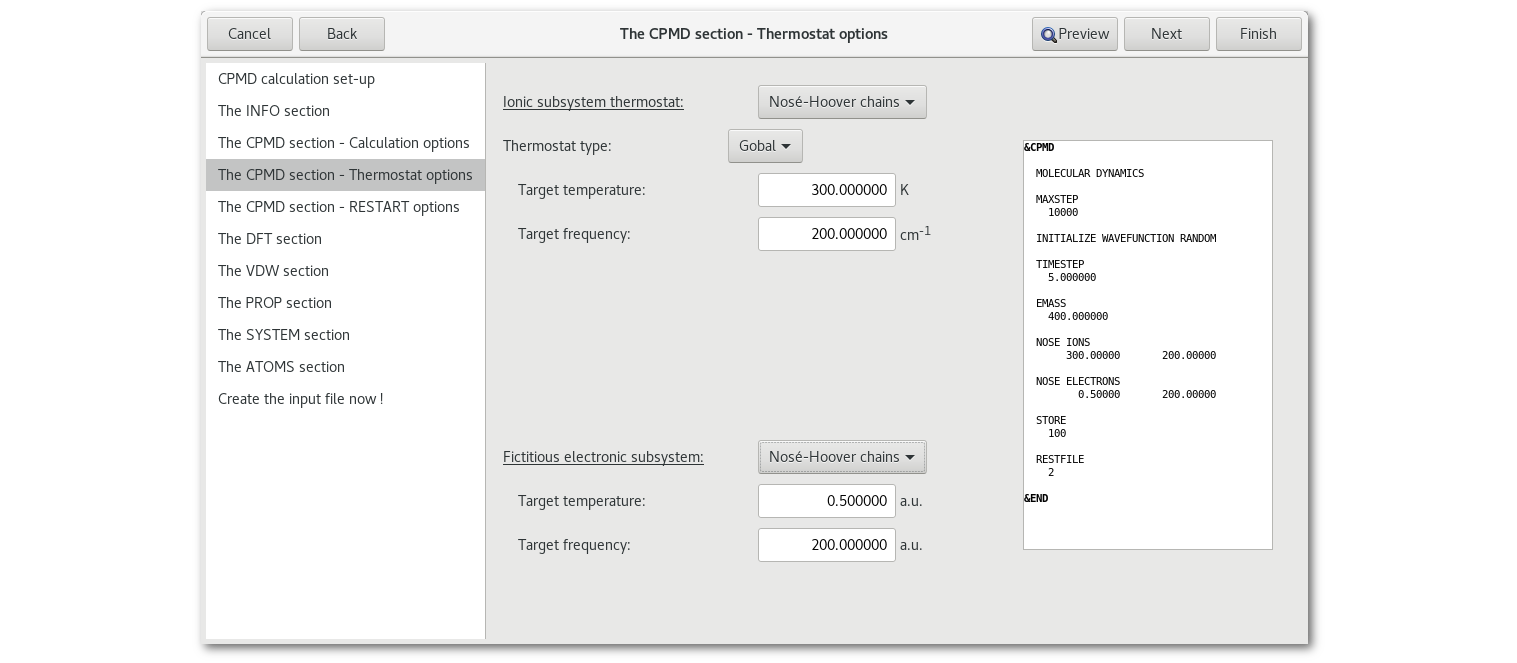 Cancel Back The CPMD section - Thermostat options Preview Next Finish
CPMD calculation set-up
The INFO section
The CPMD section - Calculation options
The CPMD section - Thermostat options
The CPMD section - RESTART options
The DFT section
The VDW section
The PROP section
The SYSTEM section
The ATOMS section
Create the input file now !
Ionic subsystem thermostat: Nosé-Hoover chains
Thermostat type: Gobal
Target temperature: 300.000000 K
Target frequency: 200.000000 cm-1
Fictitious electronic subsystem: Nosé-Hoover chains
Target temperature: 0.500000 a.u.
Target frequency: 200.000000 a.u.
&CPMD
MOLECULAR DYNAMICS
MAXSTEP
10000
INITIALIZE WAVEFUNCTION RANDOM
TIMESTEP
5.000000
EMASS
400.000000
NOSE IONS
300.00000 200.00000
NOSE ELECTRONS
0.50000 200.00000
STORE
100
RESTFILE
2
&END